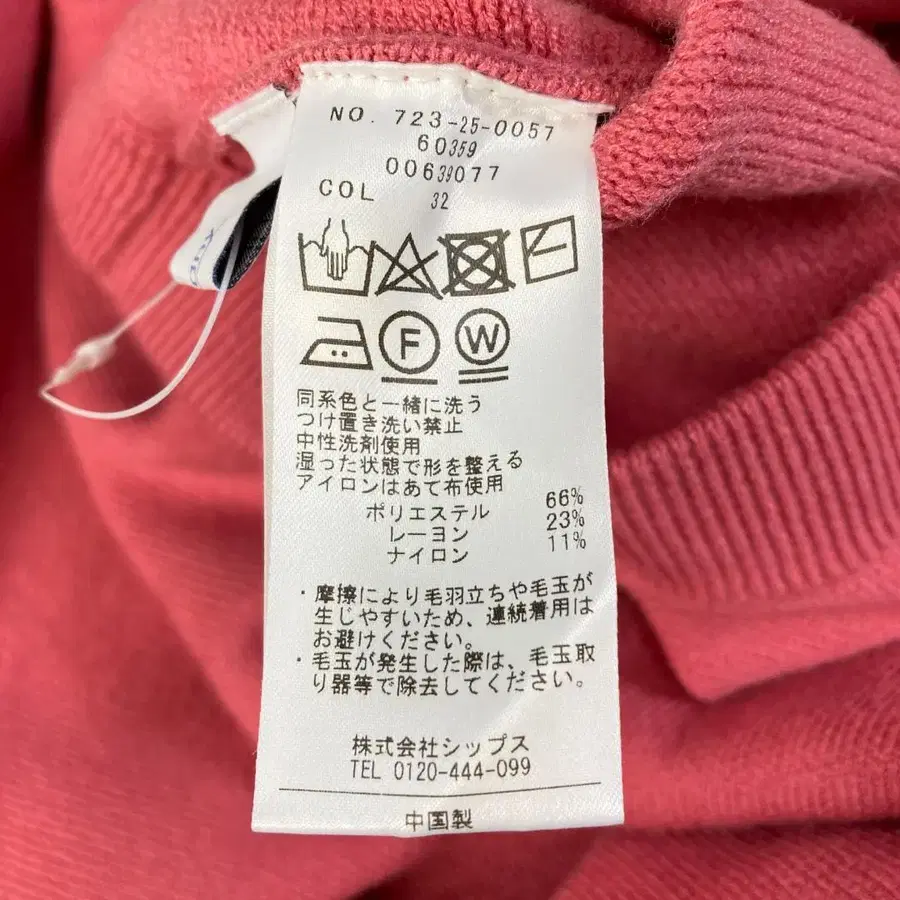 NO. 723-25-0057
60359
00639077
COL 32
F W
同系色と一緒に洗う
つけ置き洗い禁止
中性洗剤使用
湿った状態で形を整える
アイロンはあて布使用
ポリエステル 66%
レーヨン 23%
ナイロン 11%
・摩擦により毛羽立ちや毛玉が
生じやすいため、連続着用は
お避けください。
・毛玉が発生した際は、毛玉取
り器等で除去してください。
株式会社シップス
TEL 0120-444-099
中国製